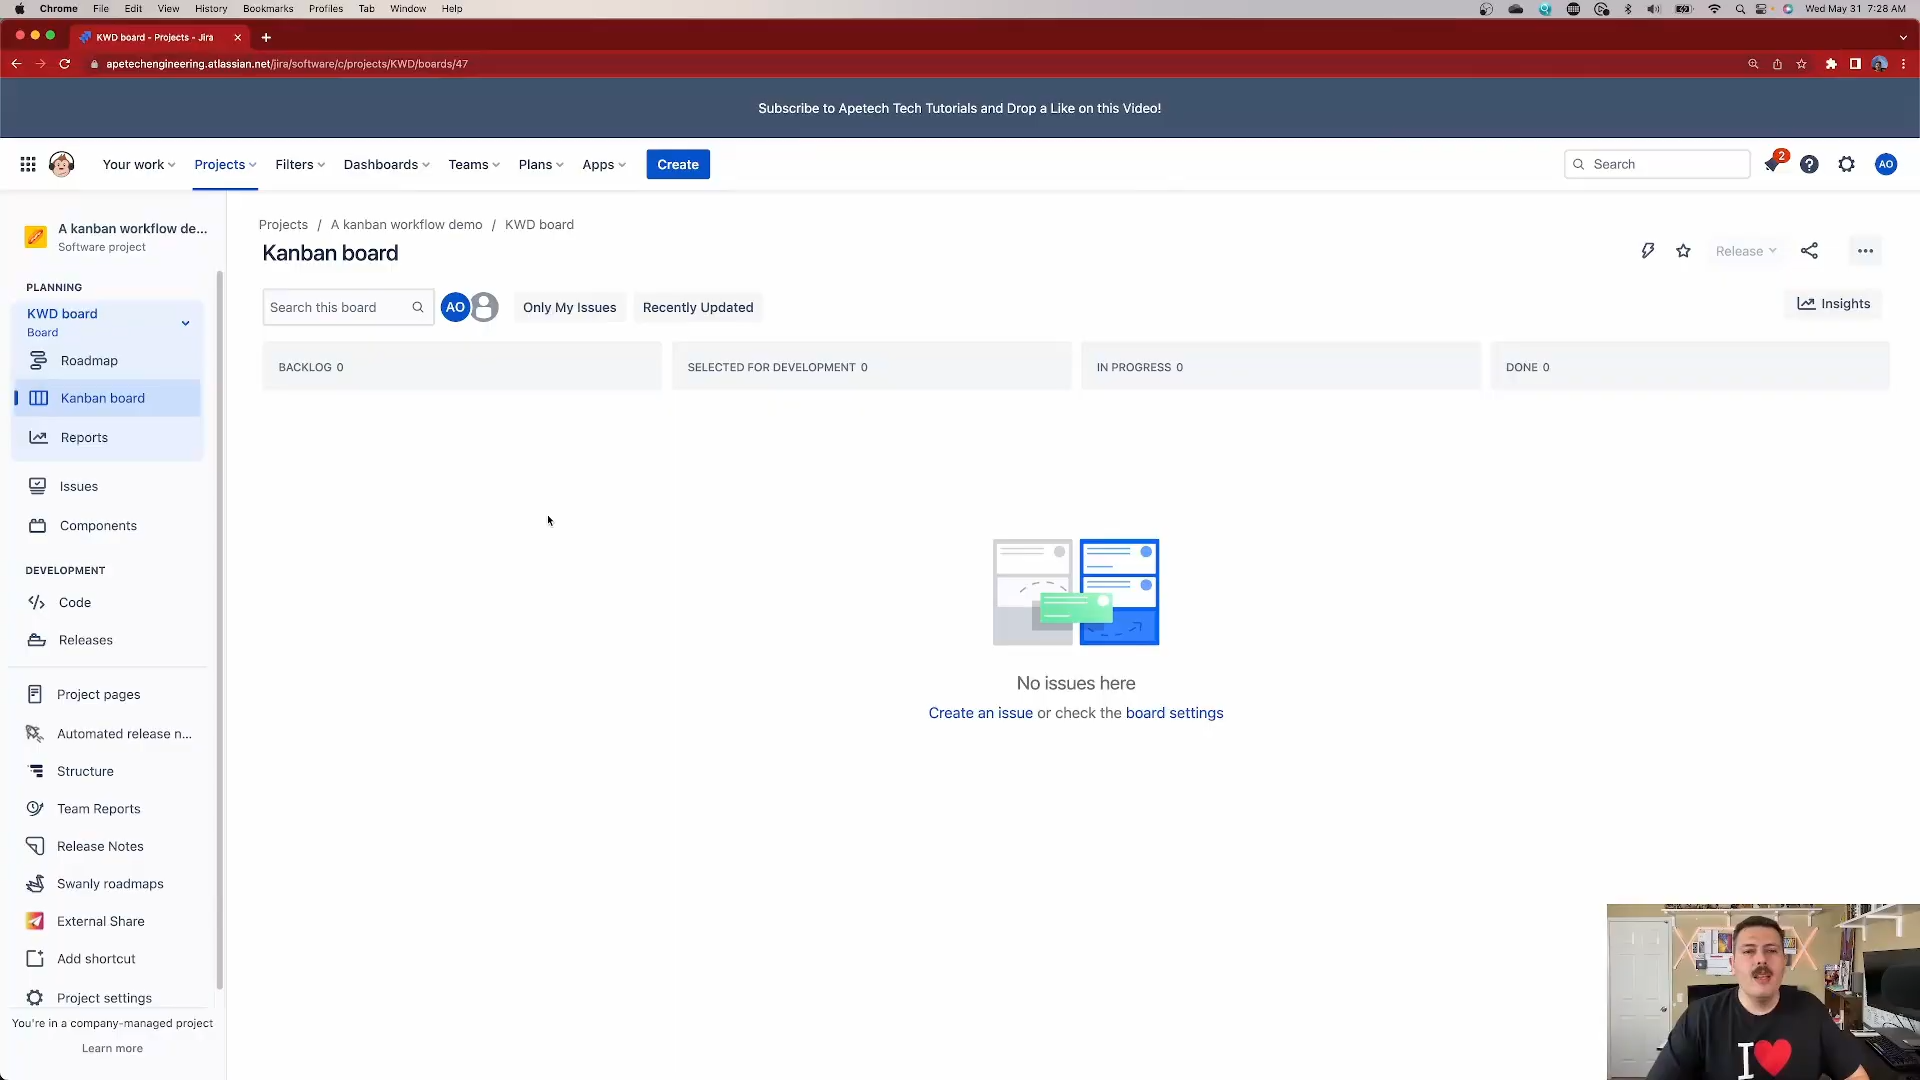 Chrome File Edit View History Bookmarks Profiles Tab Window Help
Wed May 31 7:28 AM
KWD board - Projects - Jira
apetechengineering.atlassian.net/jira/software/c/projects/KWD/boards/47
Subscribe to Apetech Tech Tutorials and Drop a Like on this Video!
Your work Projects Filters Dashboards Teams Plans Apps Create
Search
2
AO
A kanban workflow de...
Software project
PLANNING
KWD board
Board
Roadmap
Kanban board
Reports
Issues
Components
DEVELOPMENT
Code
Releases
Project pages
Automated release n...
Structure
Team Reports
Release Notes
Swanly roadmaps
External Share
Add shortcut
Project settings
You're in a company-managed project
Learn more
Projects / A kanban workflow demo / KWD board
Kanban board
Release
Search this board
AO
Only My Issues
Recently Updated
Insights
BACKLOG 0
SELECTED FOR DEVELOPMENT 0
IN PROGRESS 0
DONE 0
No issues here
Create an issue or check the board settings
I